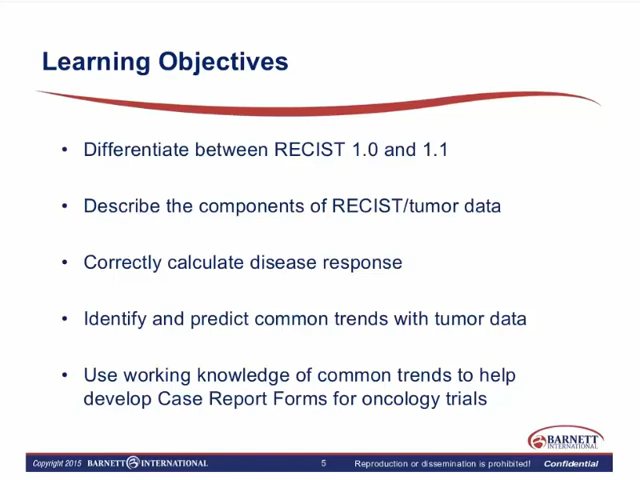 Learning Objectives
• Differentiate between RECIST 1.0 and 1.1
• Describe the components of RECIST/tumor data
• Correctly calculate disease response
• Identify and predict common trends with tumor data
• Use working knowledge of common trends to help
develop Case Report Forms for oncology trials
BARNETT
INTERNATIONAL
Copyright 2015 BARNETT INTERNATIONAL 5 Reproduction or dissemination is prohibited! Confidential